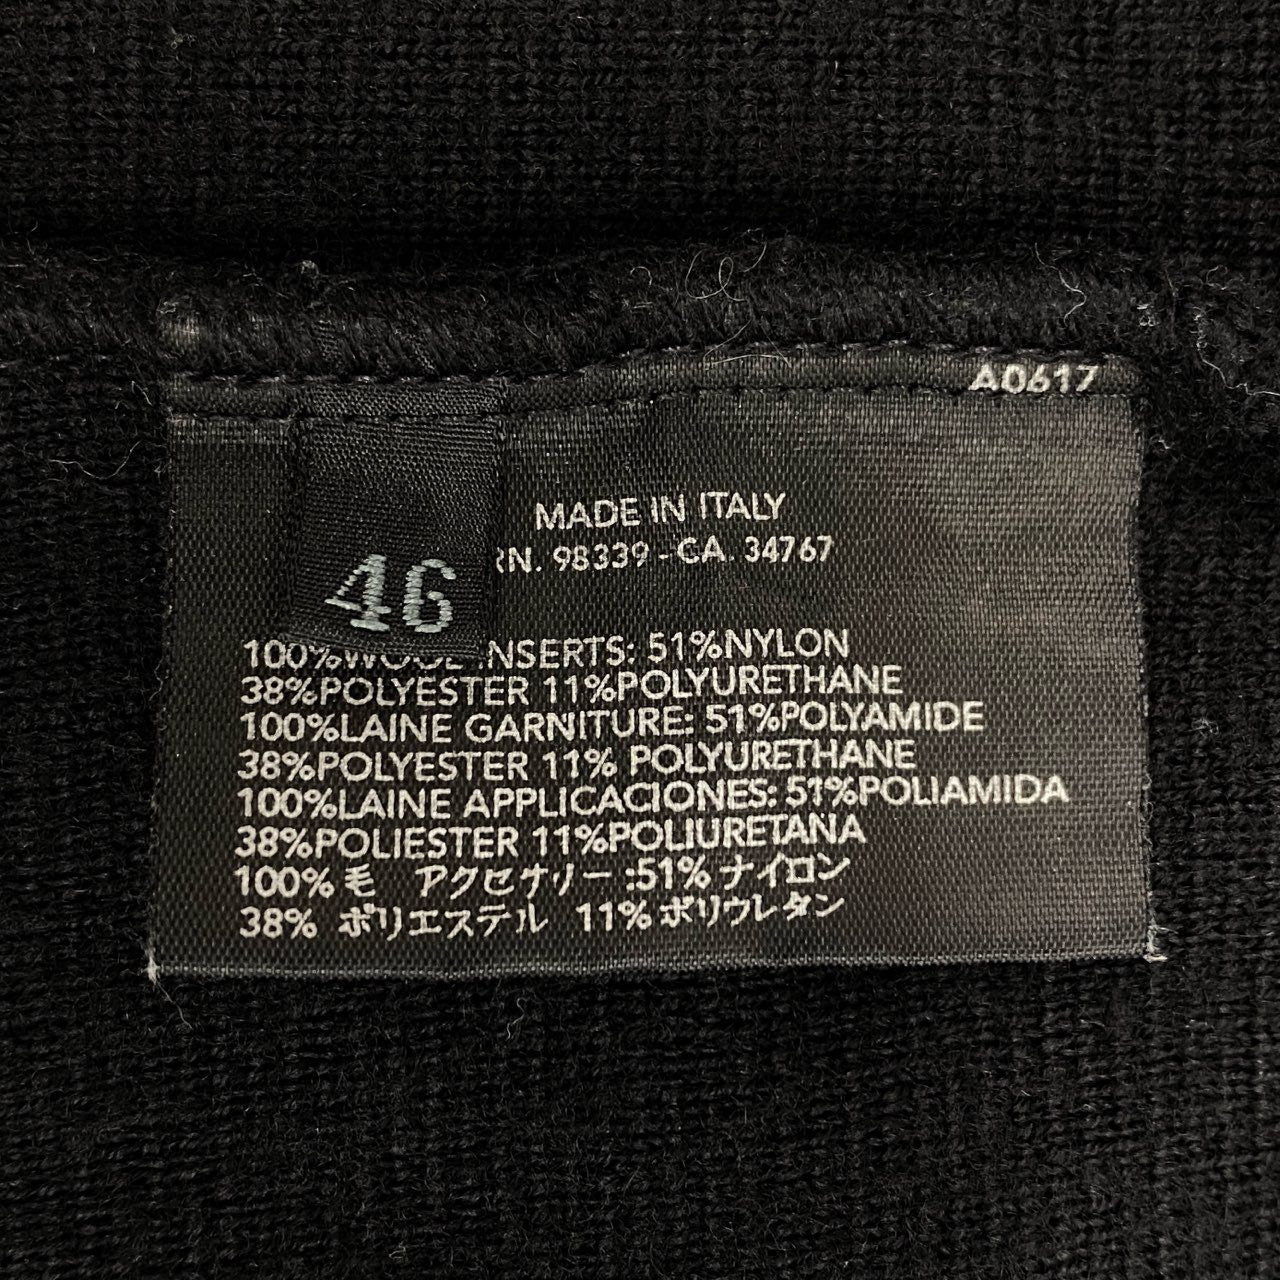 A0617
MADE IN ITALY
RN. 98339 - CA. 34767
46
100%WOOL INSERTS: 51%NYLON
38%POLYESTER 11%POLYURETHANE
100%LAINE GARNITURE: 51%POLYAMIDE
38%POLYESTER 11% POLYURETHANE
100%LAINE APPLICACIONES: 51%POLIAMIDA
38%POLIESTER 11%POLIURETANA
100% 毛 アクセサリー :51% ナイロン
38% ポリエステル 11% ポリウレタン